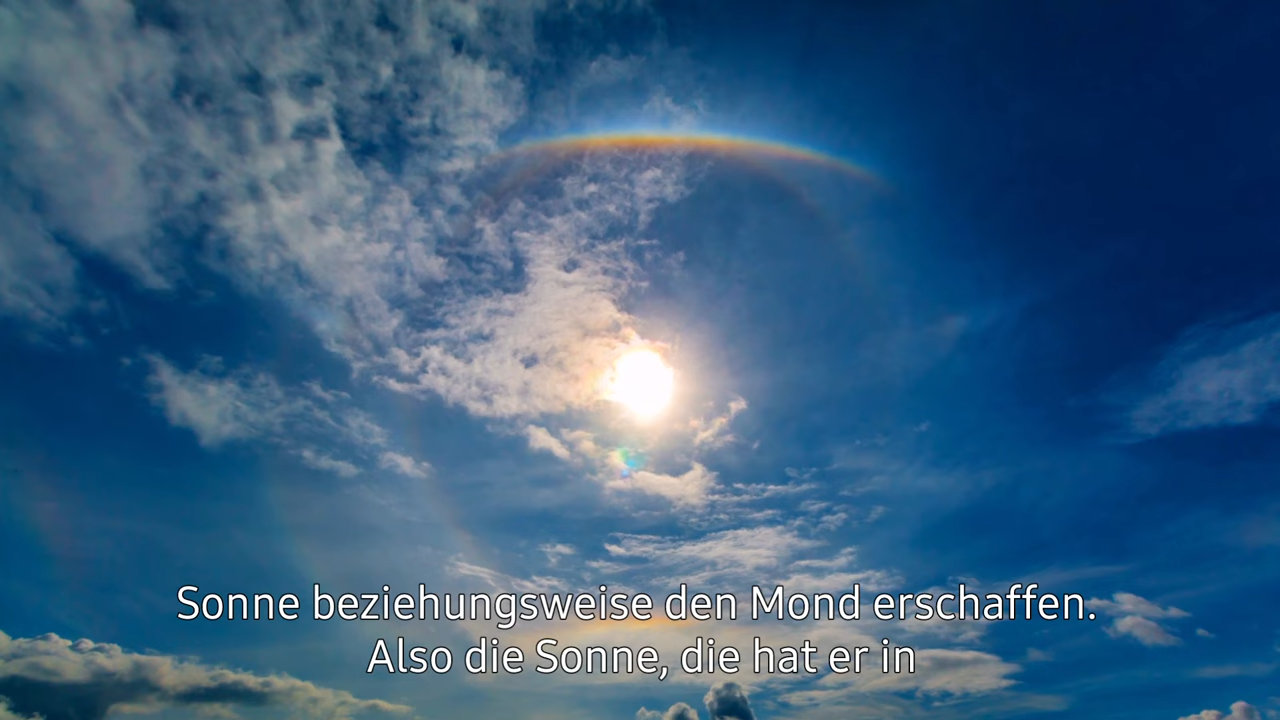 Sonne beziehungsweise den Mond erschaffen.
Also die Sonne, die hat er in